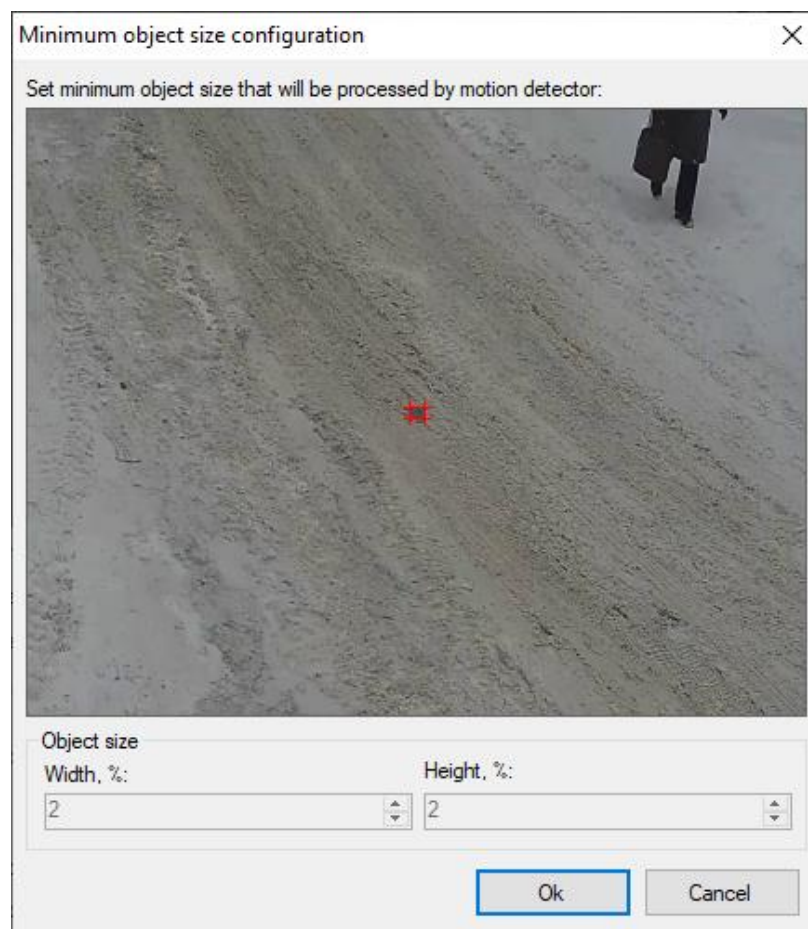 Minimum object size configuration
Set minimum object size that will be processed by motion detector:
Object size
Width, %:
Height, %:
2
2
Ok
Cancel